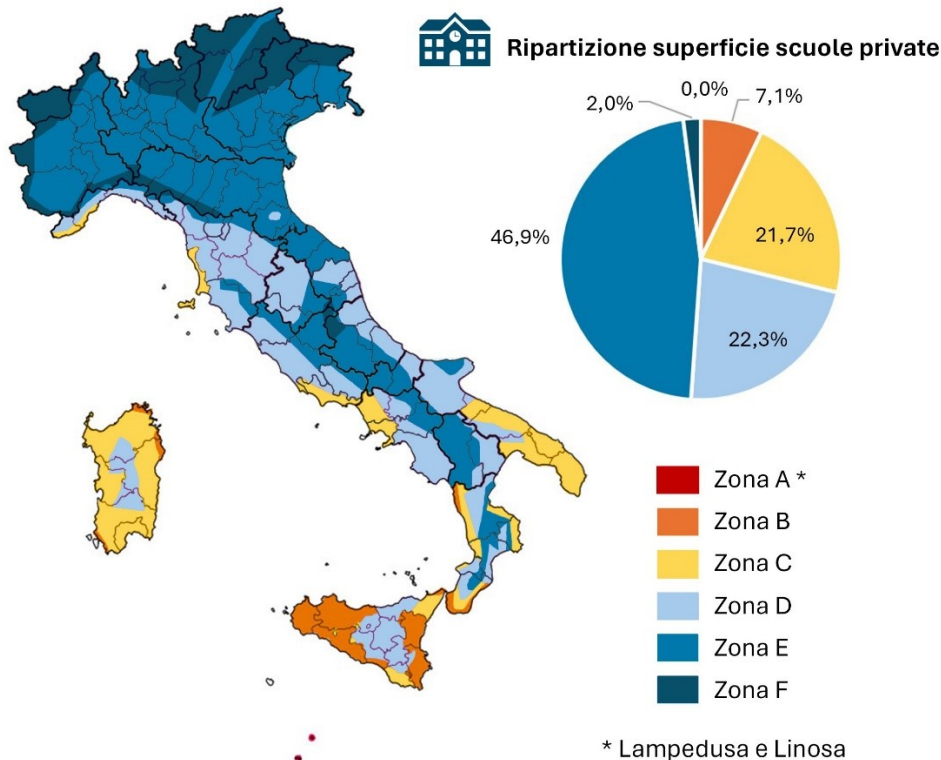 Ripartizione superficie scuole private
0,0%
7,1%
2,0%
46,9%
21,7%
22,3%
Zona A *
Zona B
Zona C
Zona D
Zona E
Zona F
* Lampedusa e Linosa